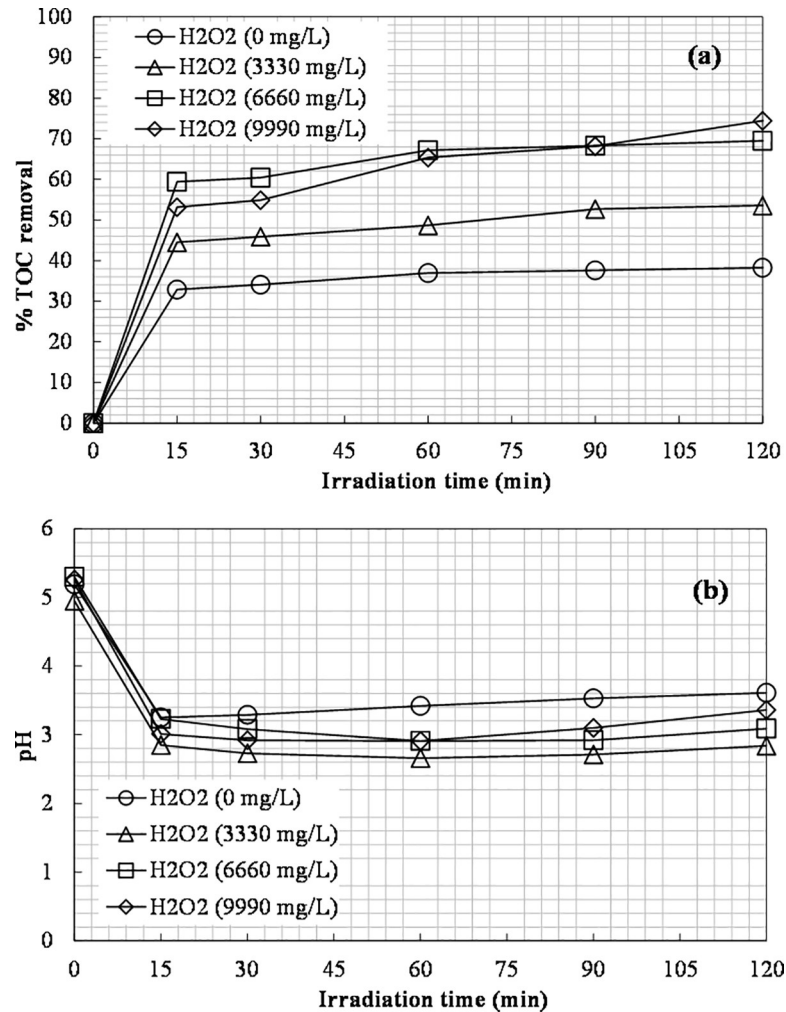 100
90
80
70
60
50
40
30
20
10
0
% TOC removal
H2O2 (0 mg/L)
H2O2 (3330 mg/L)
H2O2 (6660 mg/L)
H2O2 (9990 mg/L)
(a)
0 15 30 45 60 75 90 105 120
Irradiation time (min)
6
5
4
3
2
1
0
pH
(b)
H2O2 (0 mg/L)
H2O2 (3330 mg/L)
H2O2 (6660 mg/L)
H2O2 (9990 mg/L)
0 15 30 45 60 75 90 105 120
Irradiation time (min)